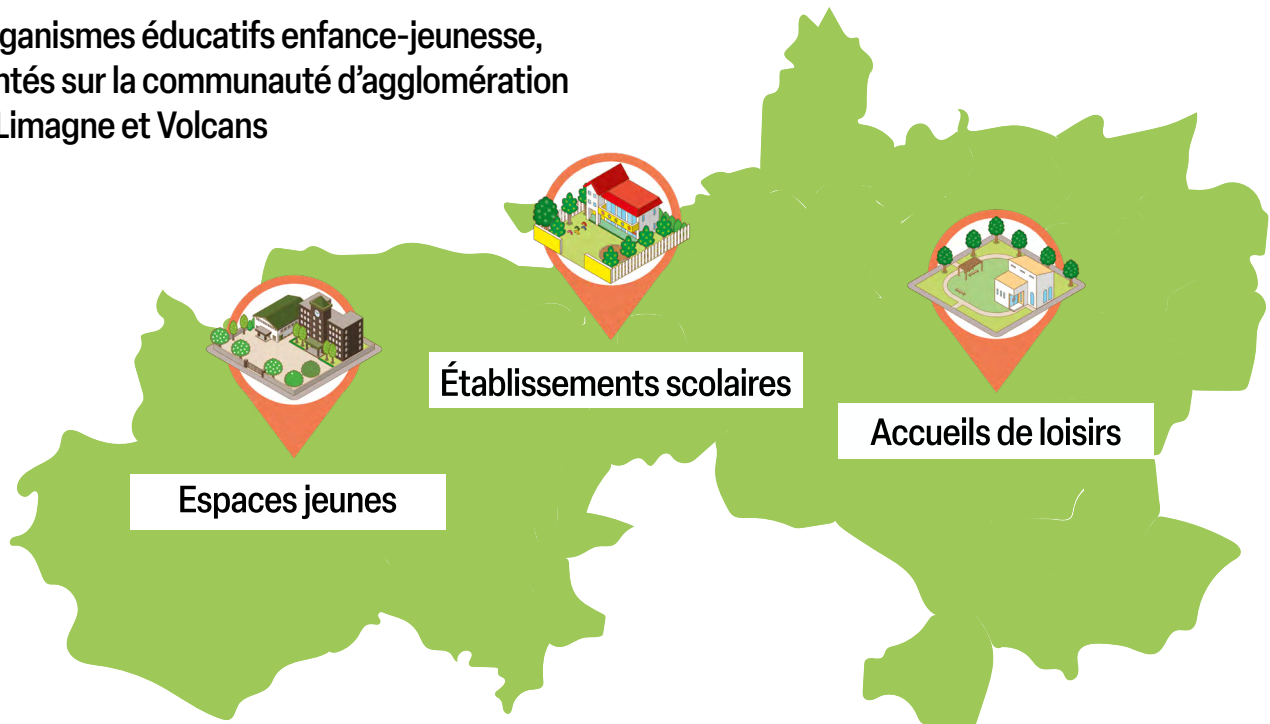 ganismes éducatifs enfance-jeunesse,
ntés sur la communauté d’agglomération
Limagne et Volcans
Établissements scolaires
Accueils de loisirs
Espaces jeunes